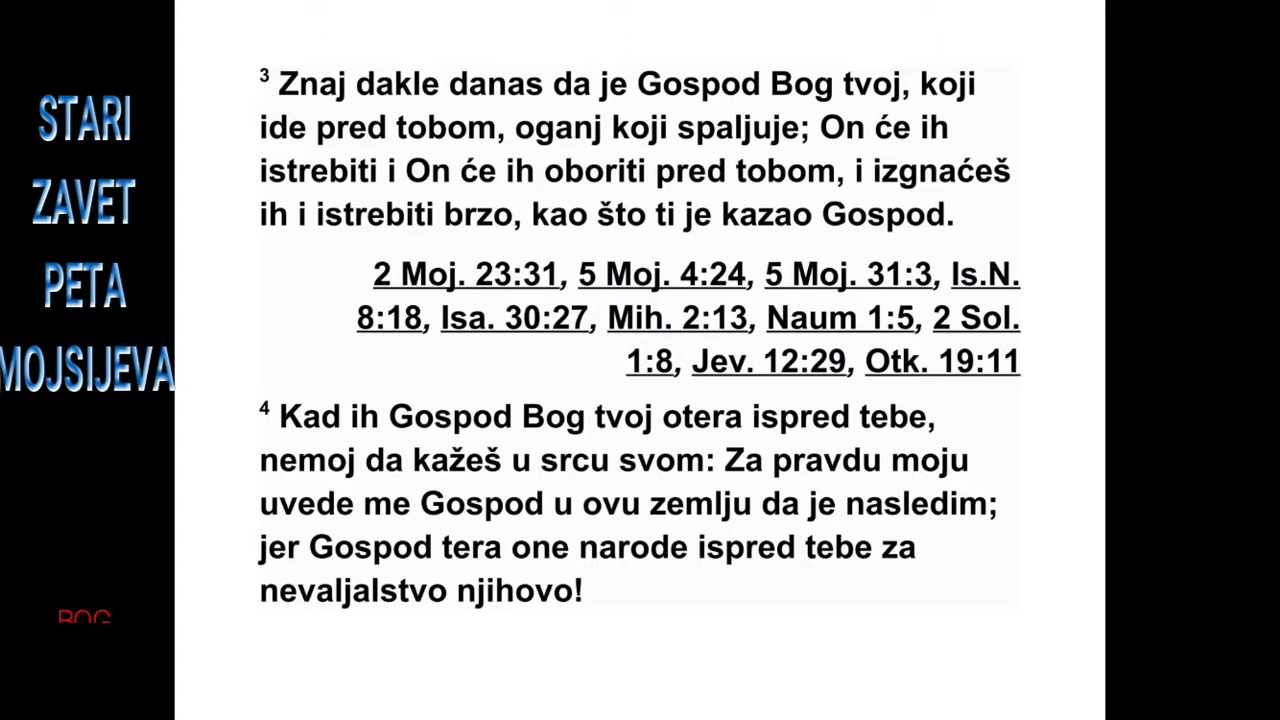 STARI
ZAVET
PETA
MOJSIJEVA
BOG
3 Znaj dakle danas da je Gospod Bog tvoj, koji
ide pred tobom, oganj koji spaljuje; On će ih
istrebiti i On će ih oboriti pred tobom, i izgnaćeš
ih i istrebiti brzo, kao što ti je kazao Gospod.
2 Moj. 23:31, 5 Moj. 4:24, 5 Moj. 31:3, Is.N.
8:18, Isa. 30:27, Mih. 2:13, Naum 1:5, 2 Sol.
1:8, Jev. 12:29, Otk. 19:11
4 Kad ih Gospod Bog tvoj otera ispred tebe,
nemoj da kažeš u srcu svom: Za pravdu moju
uvede me Gospod u ovu zemlju da je nasledim;
jer Gospod tera one narode ispred tebe za
nevaljalstvo njihovo!